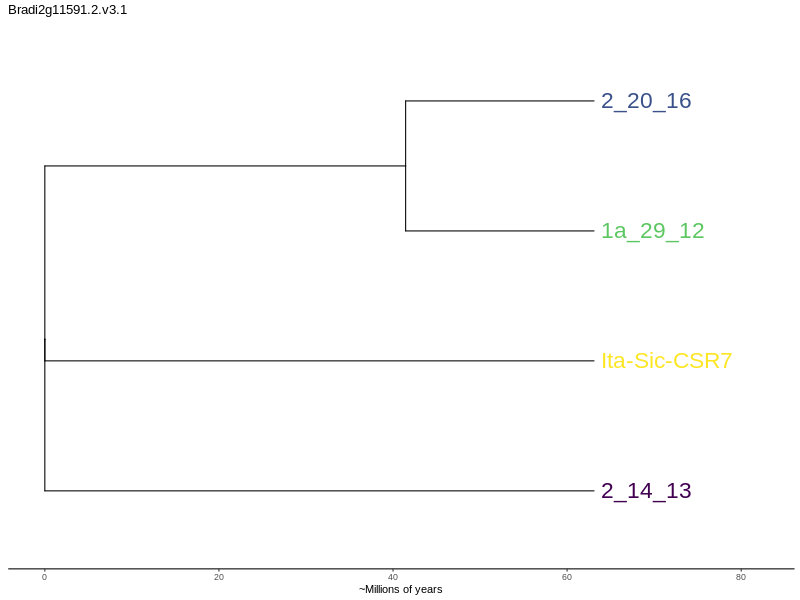 Bradi2g11591.2.v3.1
2_20_16
1a_29_12
Ita-Sic-CSR7
2_14_13
0 20 40 60 80
~Millions of years